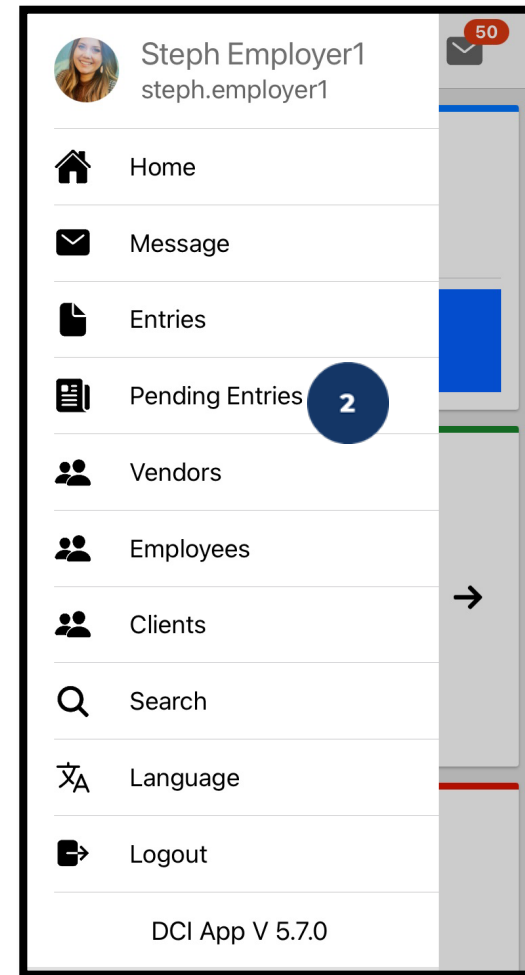 Steph Employer1
50
steph.employer1
Home
Message
Entries
Pending Entries
2
Vendors
Employees
Clients
Search
Language
Logout
DCI App V 5.7.0